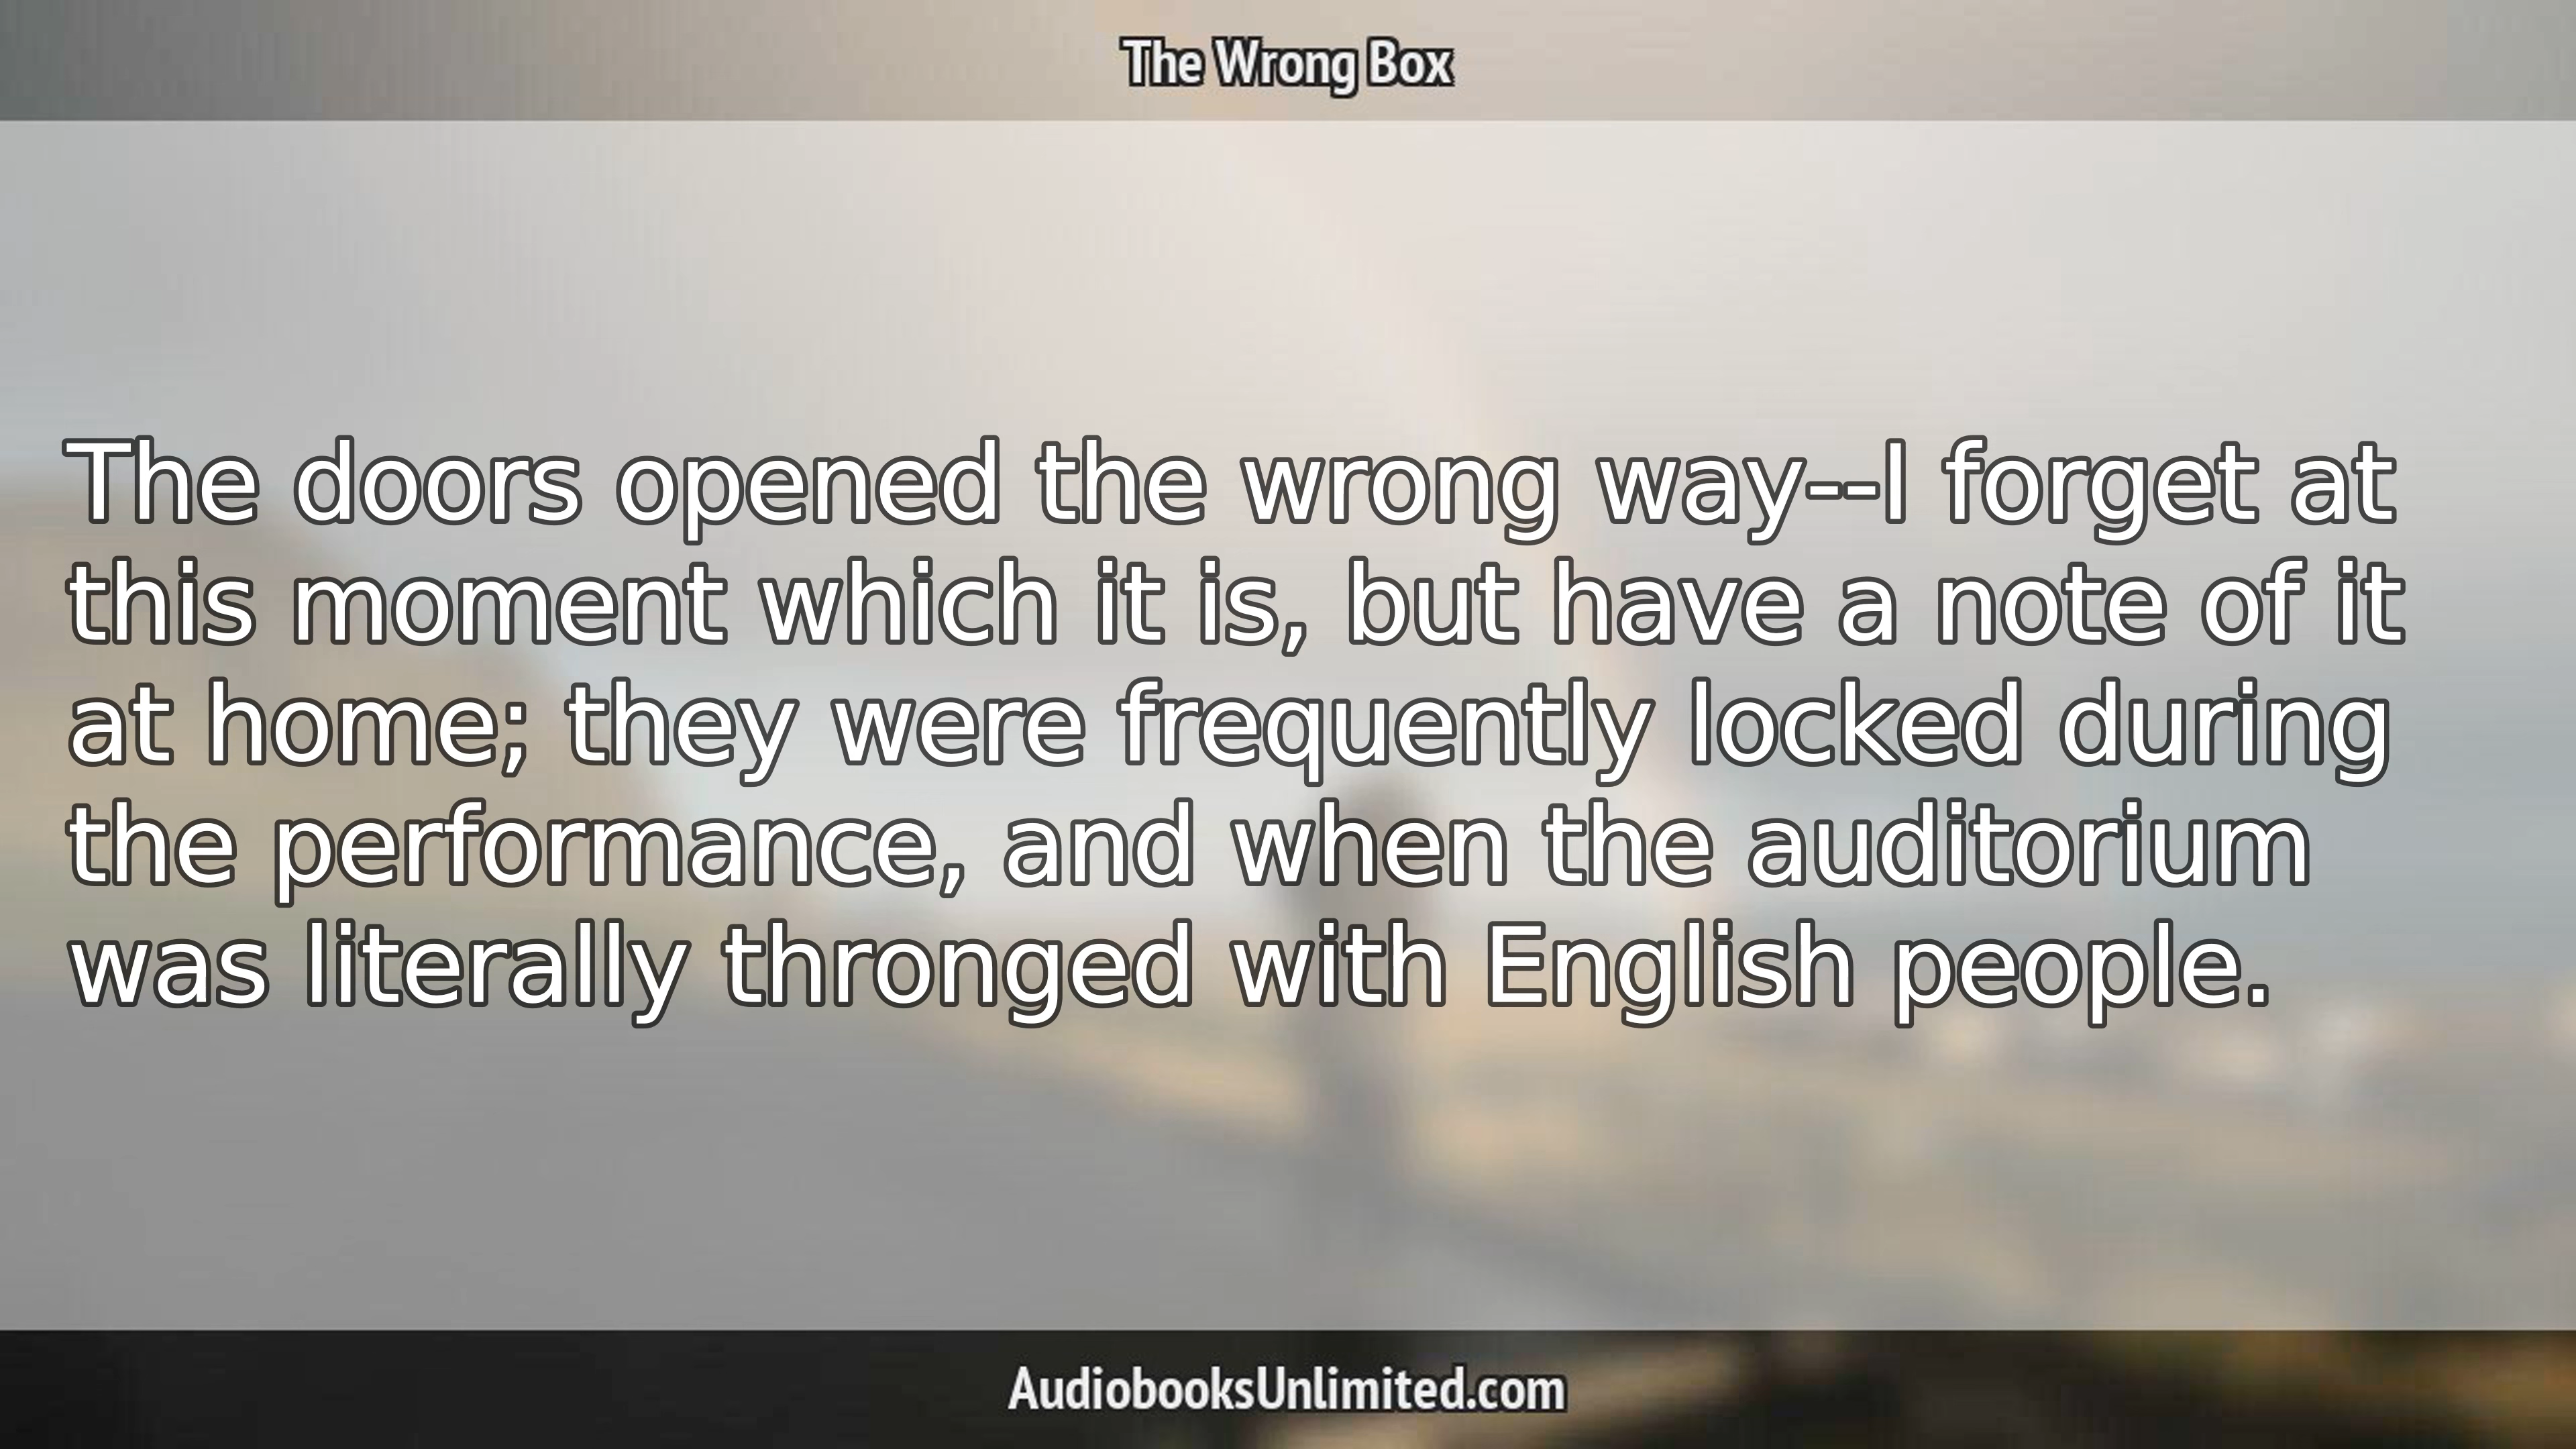 The Wrong Box
The doors opened the wrong way--I forget at
this moment which it is, but have a note of it
at home; they were frequently locked during
the performance, and when the auditorium
was literally thronged with English people.
AudiobooksUnlimited.com